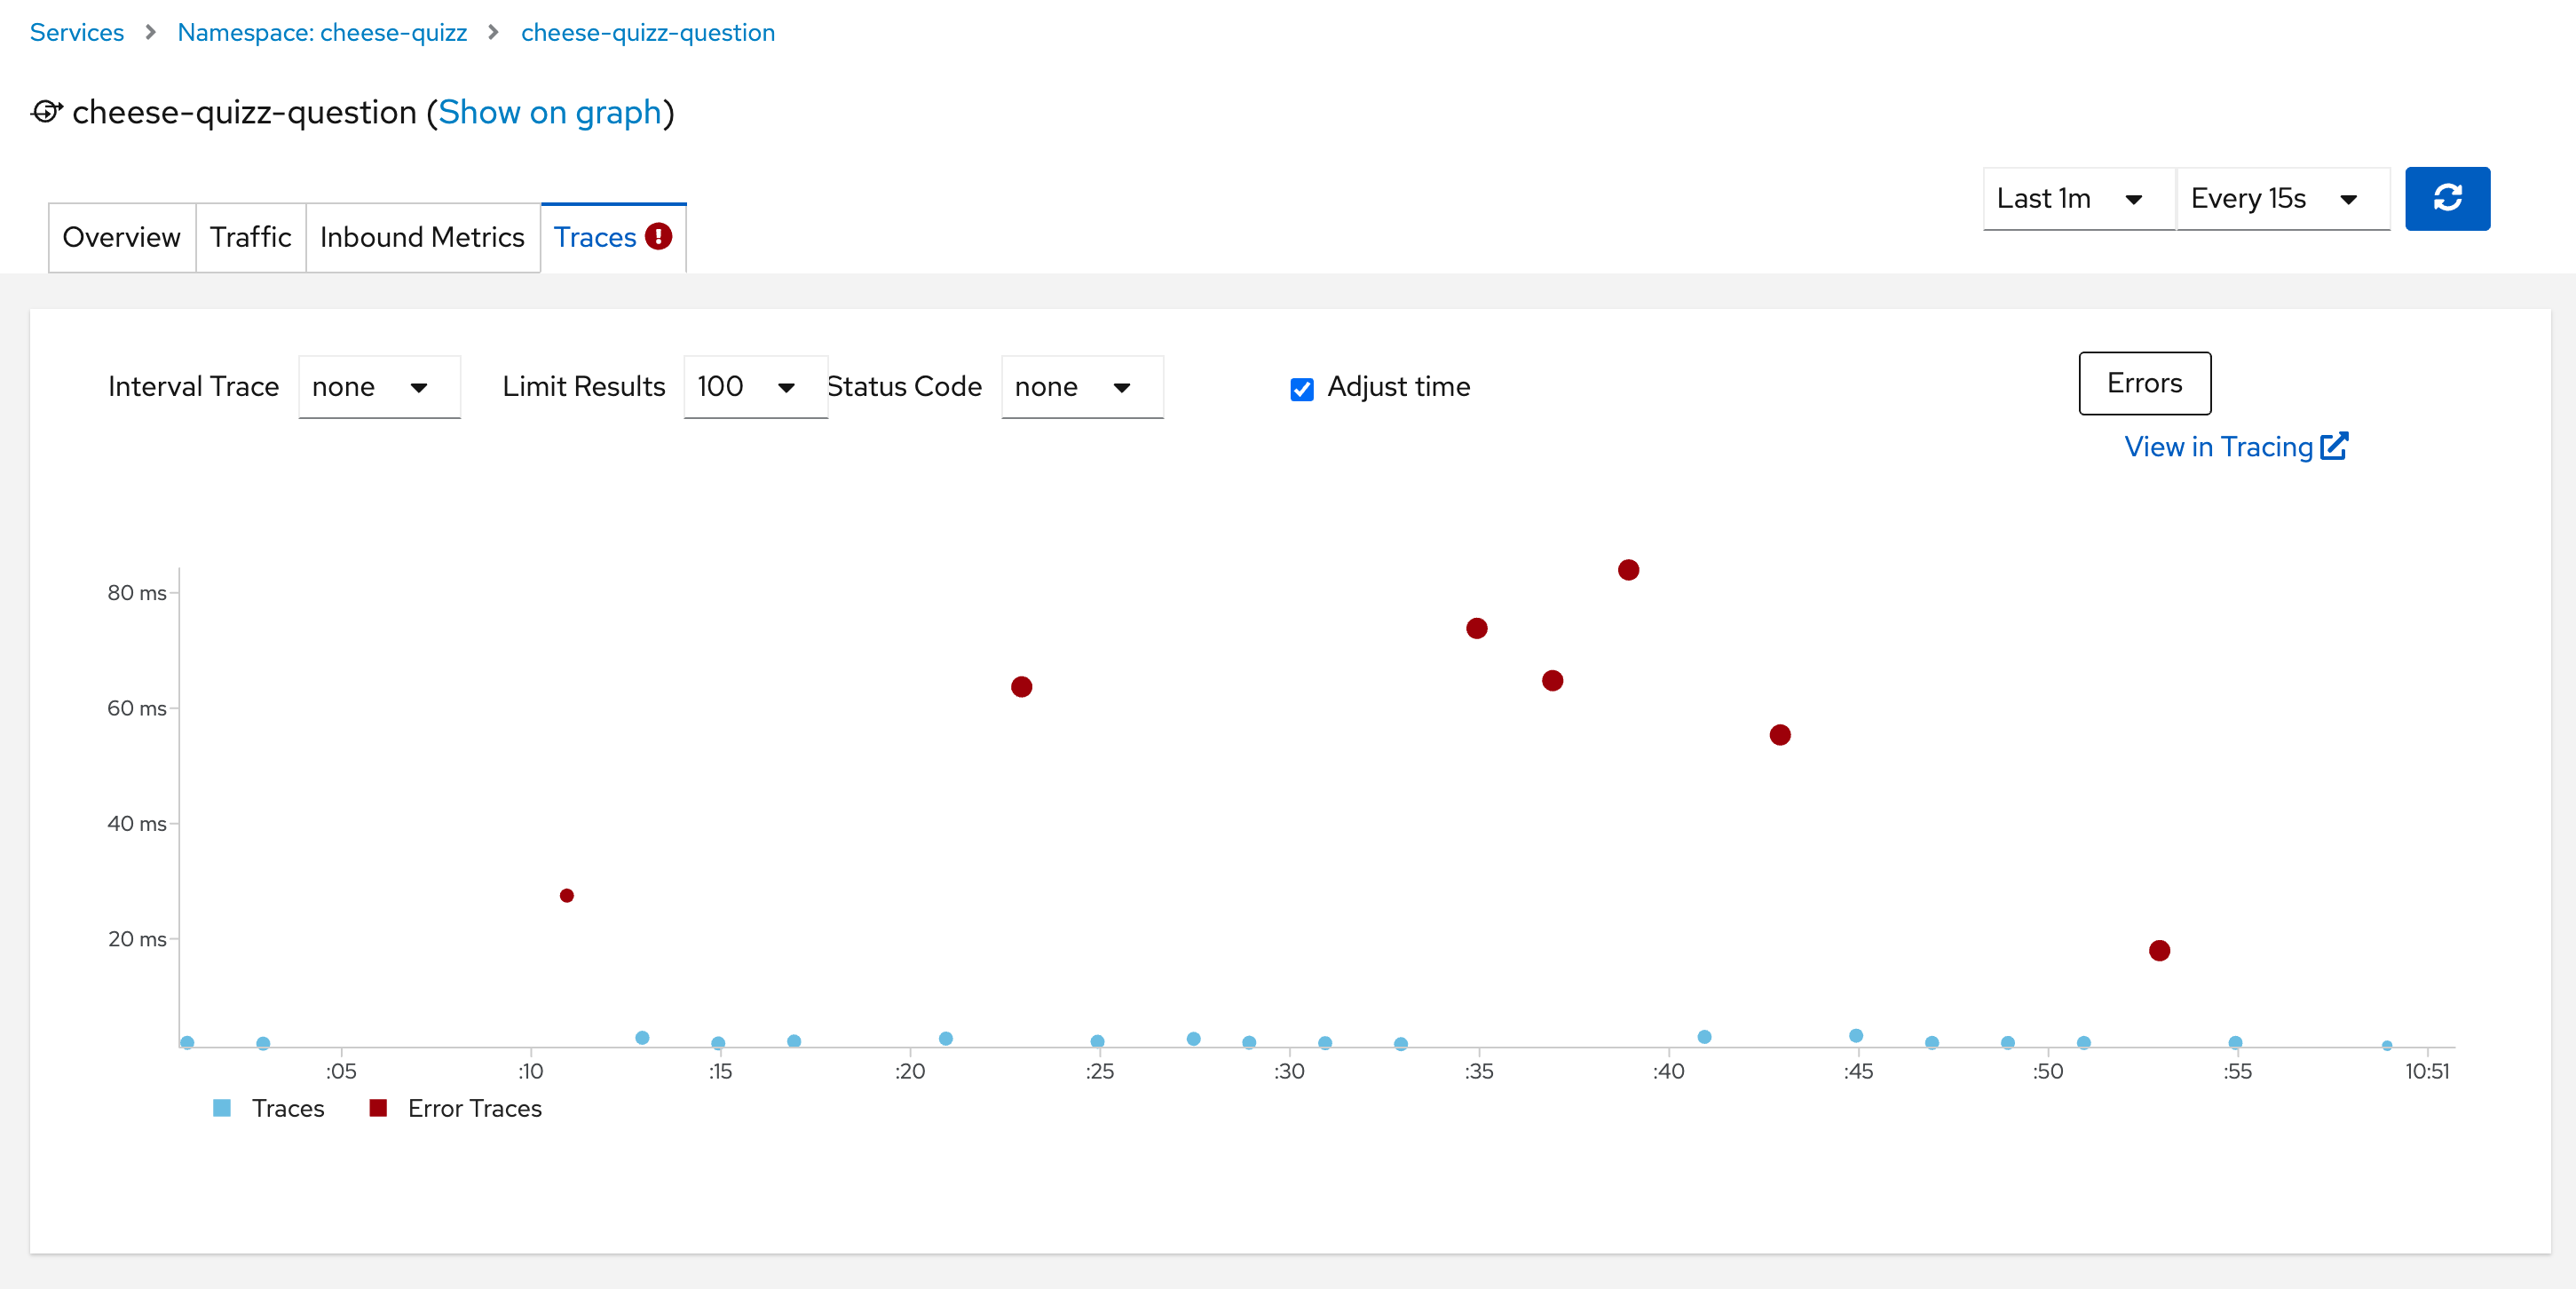 Services > Namespace: cheese-quizz > cheese-quizz-question
cheese-quizz-question (Show on graph)
Last 1m Every 15s
Overview Traffic Inbound Metrics Traces
Interval Trace none Limit Results 100 Status Code none Adjust time Errors
View in Tracing
80 ms
60 ms
40 ms
20 ms
:05 :10 :15 :20 :25 :30 :35 :40 :45 :50 :55 10:51
Traces Error Traces